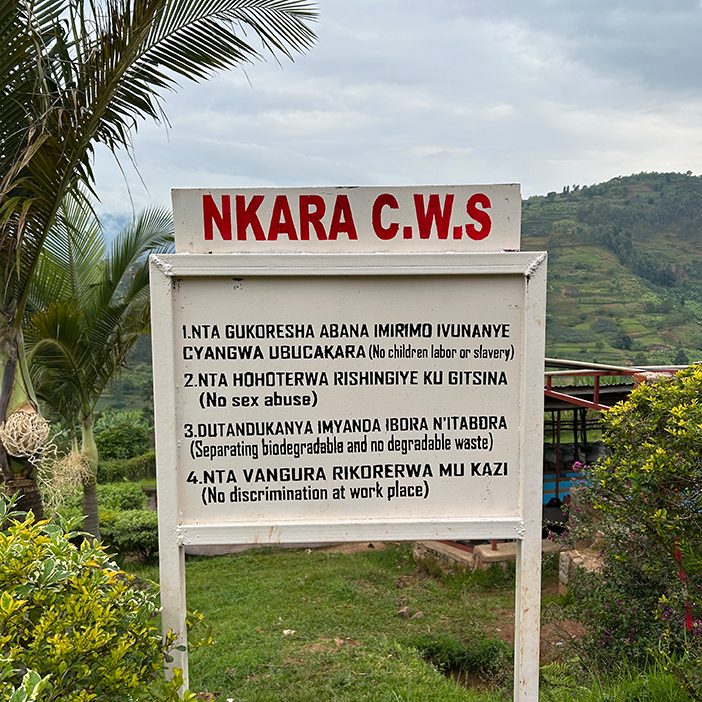 NKARA C.W.S
1.NTA GUKORESHA ABANA IMIRIMO IVUNANYE
CYANGWA UBUCAKARA (No children labor or slavery)
2.NTA HOHOTERWA RISHINGIYE KU GITSINA
(No sex abuse)
3.DUTANDUKANYA IMYANDA IBORA N'ITABORA
(Separating biodegradable and no degradable waste)
4.NTA VANGURA RIKORERWA MU KAZI
(No discrimination at work place)